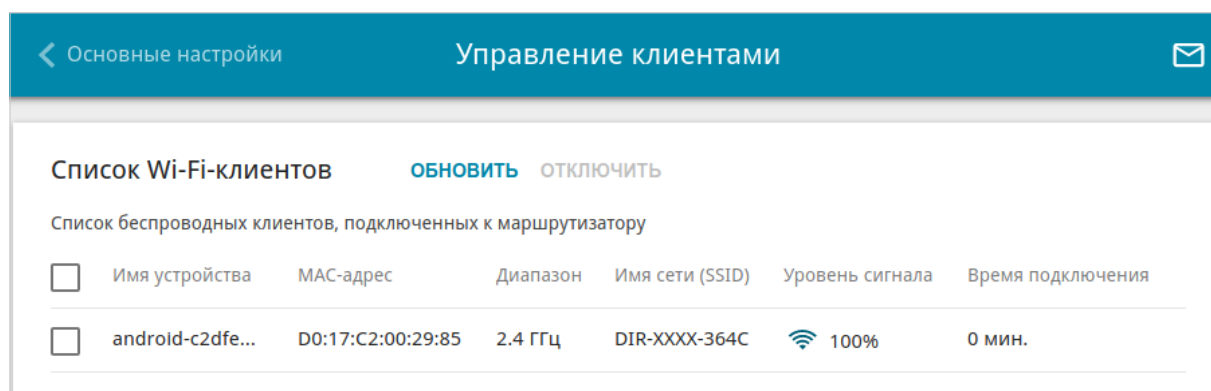 Основные настройки Управление клиентами
Список Wi-Fi-клиентов ОБНОВИТЬ ОТКЛЮЧИТЬ
Список беспроводных клиентов, подключенных к маршрутизатору
Имя устройства MAC-адрес Диапазон Имя сети (SSID) Уровень сигнала Время подключения
android-c2dfe... D0:17:C2:00:29:85 2.4 ГГц DIR-XXXX-364C 100% 0 мин.